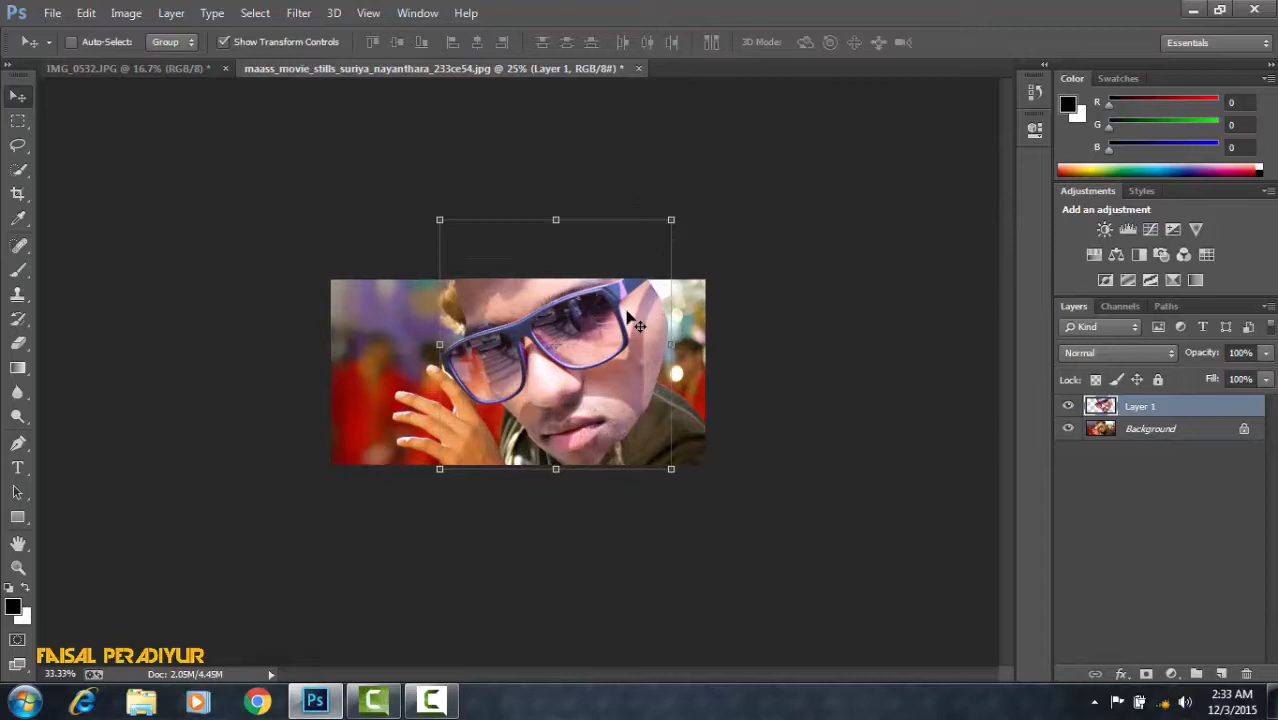 Ps File Edit Image Layer Type Select Filter 3D View Window Help
Auto-Select: Group Show Transform Controls 3D Mode: Essentials
IMG_0532.JPG @ 16.7% (RGB/8) * × maass_movie_stills_suriya_nayanthara_233ce54.jpg @ 25% (Layer 1, RGB/8#) * ×
Color Swatches
R 0
G 0
B 0
Adjustments Styles
Add an adjustment
Layers Channels Paths
Kind
Normal Opacity: 100%
Lock: Fill: 100%
Layer 1
Background
FAISAL PERADIYUR
33.33% Doc: 2.05M/4.45M
Ps
2:33 AM
12/3/2015